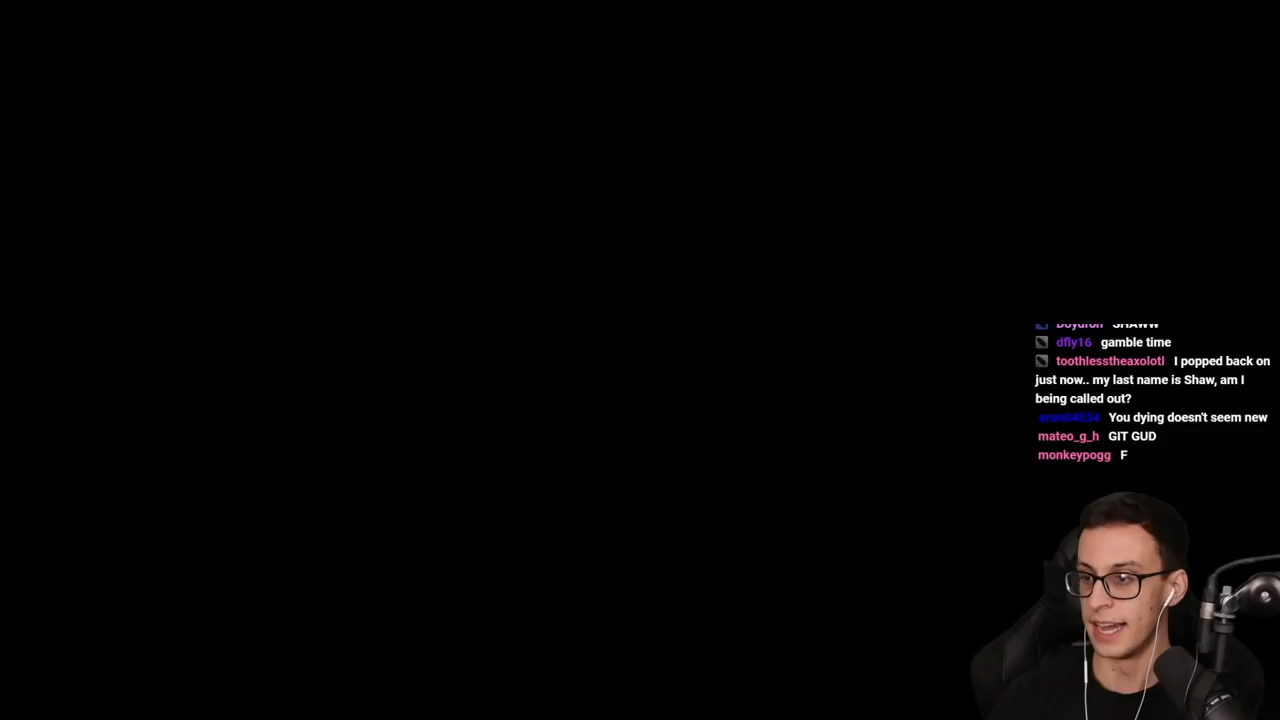 SHAWW
dfly16 gamble time
toothlesstheaxolotl I popped back on
just now.. my last name is Shaw, am I
being called out?
You dying doesn't seem new
mateo_g_h GIT GUD
monkeypogg F